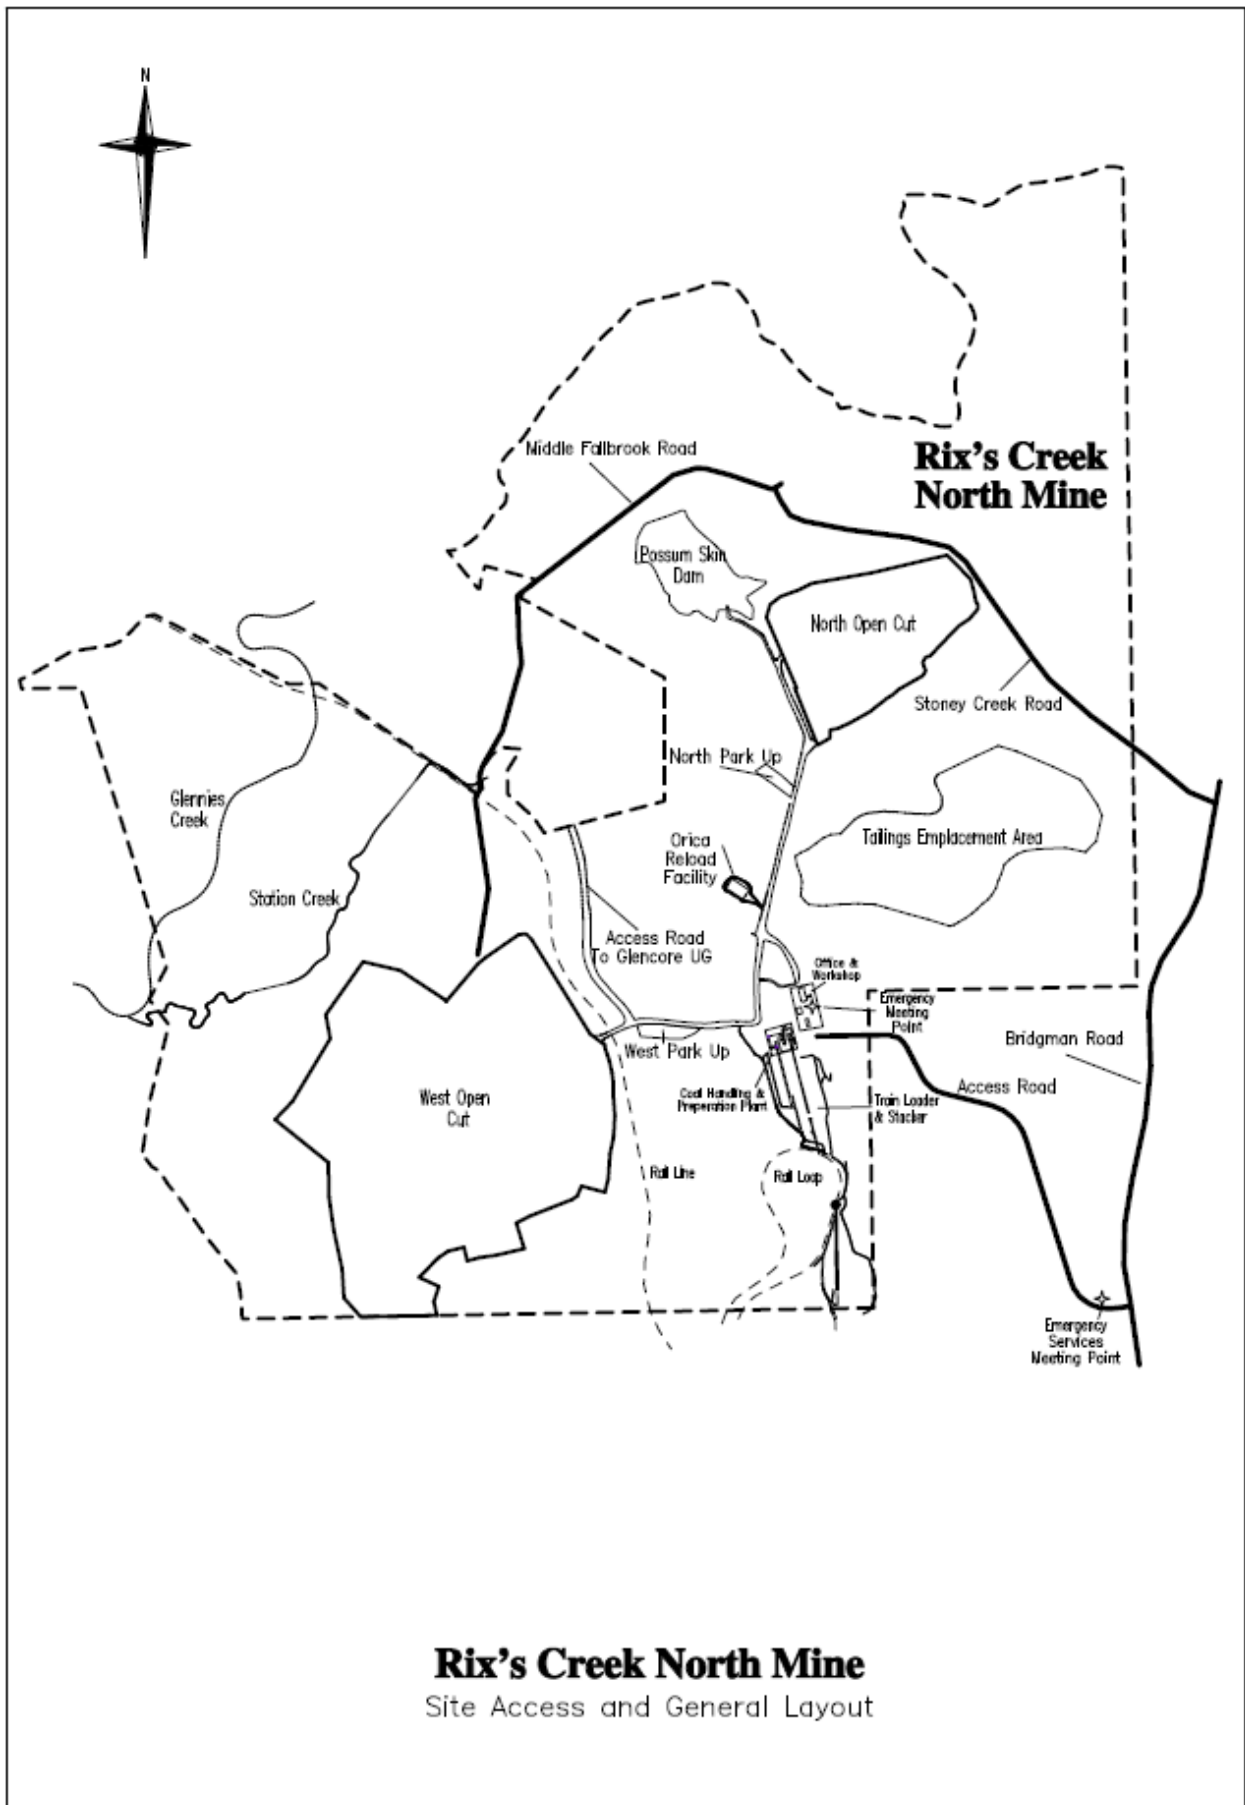 N
Rix's Creek
North Mine
Middle Fallbrook Road
Possum Skin
Dam
North Open Cut
Stoney Creek Road
North Park Up
Glennies
Creek
Tailings Emplacement Area
Orica
Reload
Facility
Station Creek
Access Road
To Glencore UG
Office &
Workshop
Emergency
Meeting
Point
Bridgman Road
West Park Up
Access Road
Coal Handling &
Preperation Plant
Train Loader
& Stacker
West Open
Cut
Rail Line
Rail Loop
Emergency
Services
Meeting Point
Rix's Creek North Mine
Site Access and General Layout